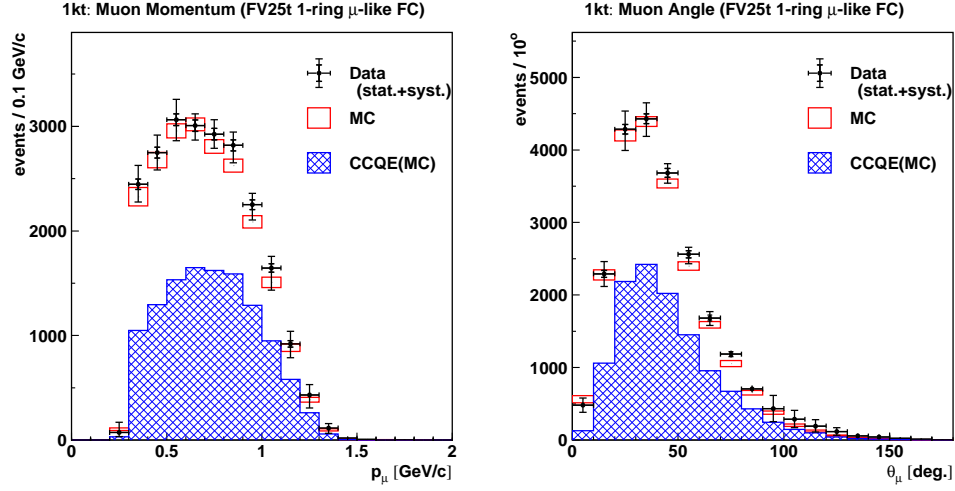 1kt: Muon Momentum (FV25t 1-ring μ-like FC)
events / 0.1 GeV/c
3000
2000
1000
0
0
0.5
1
1.5
2
pμ [GeV/c]
Data
(stat.+syst.)
MC
CCQE(MC)
1kt: Muon Angle (FV25t 1-ring μ-like FC)
events / 10°
5000
4000
3000
2000
1000
0
0
50
100
150
θμ [deg.]
Data
(stat.+syst.)
MC
CCQE(MC)